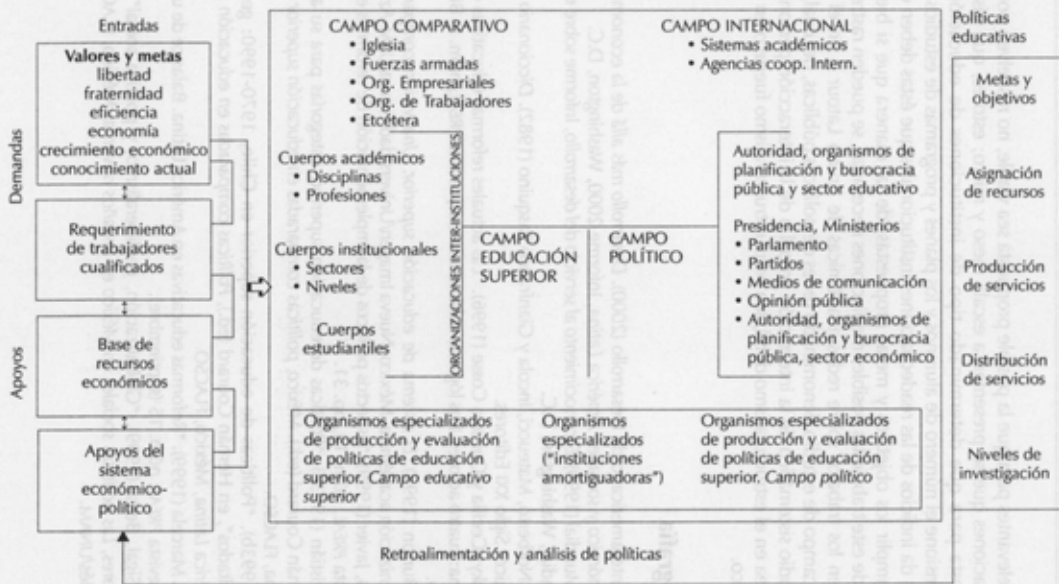 Entradas
Demandas
Valores y metas
libertad
fraternidad
eficiencia
economía
crecimiento económico
conocimiento actual
Requerimiento
de trabajadores
cualificados
Apoyos
Base de
recursos
económicos
Apoyos del
sistema
económico-
político
CAMPO COMPARATIVO
• Iglesia
• Fuerzas armadas
• Org. Empresariales
• Org. de Trabajadores
• Etcétera
CAMPO INTERNACIONAL
• Sistemas académicos
• Agencias coop. Intern.
Cuerpos académicos
• Disciplinas
• Profesiones
Cuerpos institucionales
• Sectores
• Niveles
Cuerpos
estudiantiles
ORGANIZACIONES INTER-INSTITUCIONES
CAMPO
EDUCACIÓN
SUPERIOR
CAMPO
POLÍTICO
Autoridad, organismos de
planificación y burocracia
pública y sector educativo
Presidencia, Ministerios
• Parlamento
• Partidos
• Medios de comunicación
• Opinión pública
• Autoridad, organismos de
planificación y burocracia
pública, sector económico
Organismos especializados
de producción y evaluación
de políticas de educación
superior. Campo educativo
superior
Organismos
especializados
("instituciones
amortiguadoras")
Organismos especializados
de producción y evaluación
de políticas de educación
superior. Campo político
Políticas
educativas
Metas y
objetivos
Asignación
de recursos
Producción
de servicios
Distribución
de servicios
Niveles de
investigación
Retroalimentación y análisis de políticas